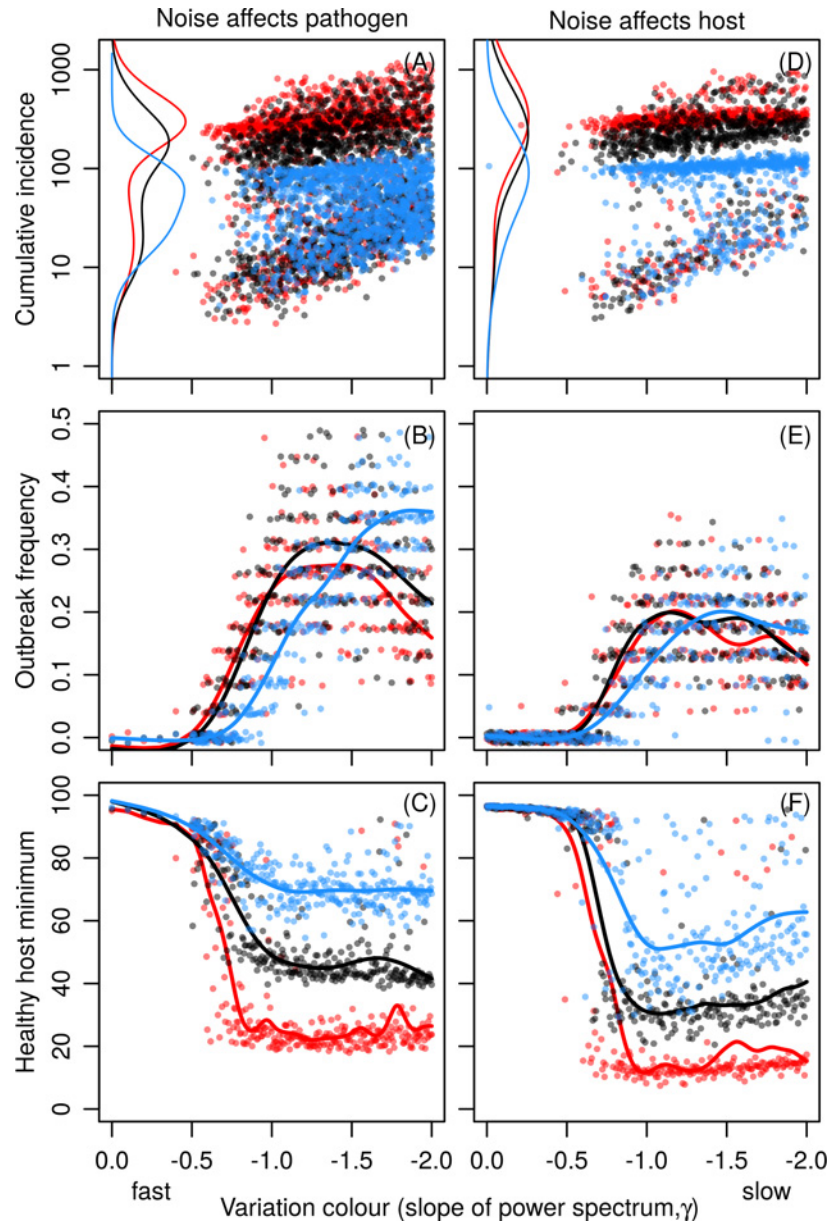 Noise affects pathogen
Noise affects host
Cumulative incidence
1000
100
10
1
(A)
(D)
Outbreak frequency
0.5
0.4
0.3
0.2
0.1
0.0
(B)
(E)
Healthy host minimum
100
80
60
40
20
0
(C)
(F)
0.0 -0.5 -1.0 -1.5 -2.0
0.0 -0.5 -1.0 -1.5 -2.0
fast
slow
Variation colour (slope of power spectrum,γ)